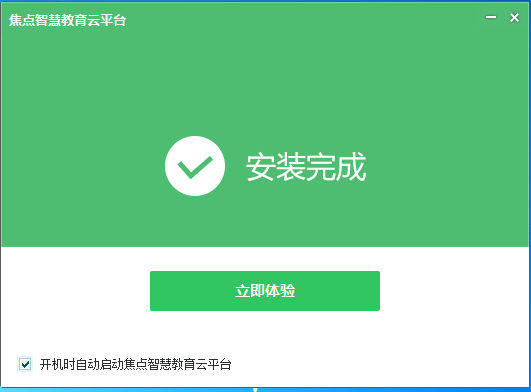 焦点智慧教育云平台
安装完成
立即体验
开机时自动启动焦点智慧教育云平台